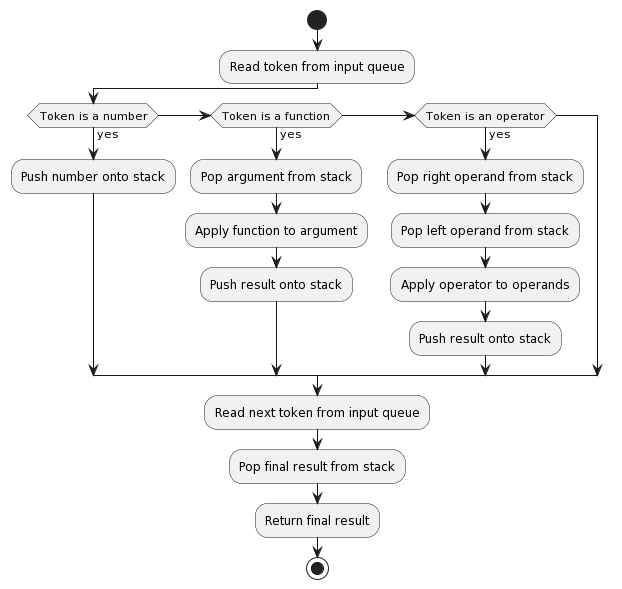 Read token from input queue
Token is a number
Token is a function
Token is an operator
yes
yes
yes
Push number onto stack
Pop argument from stack
Pop right operand from stack
Apply function to argument
Pop left operand from stack
Push result onto stack
Apply operator to operands
Push result onto stack
Read next token from input queue
Pop final result from stack
Return final result